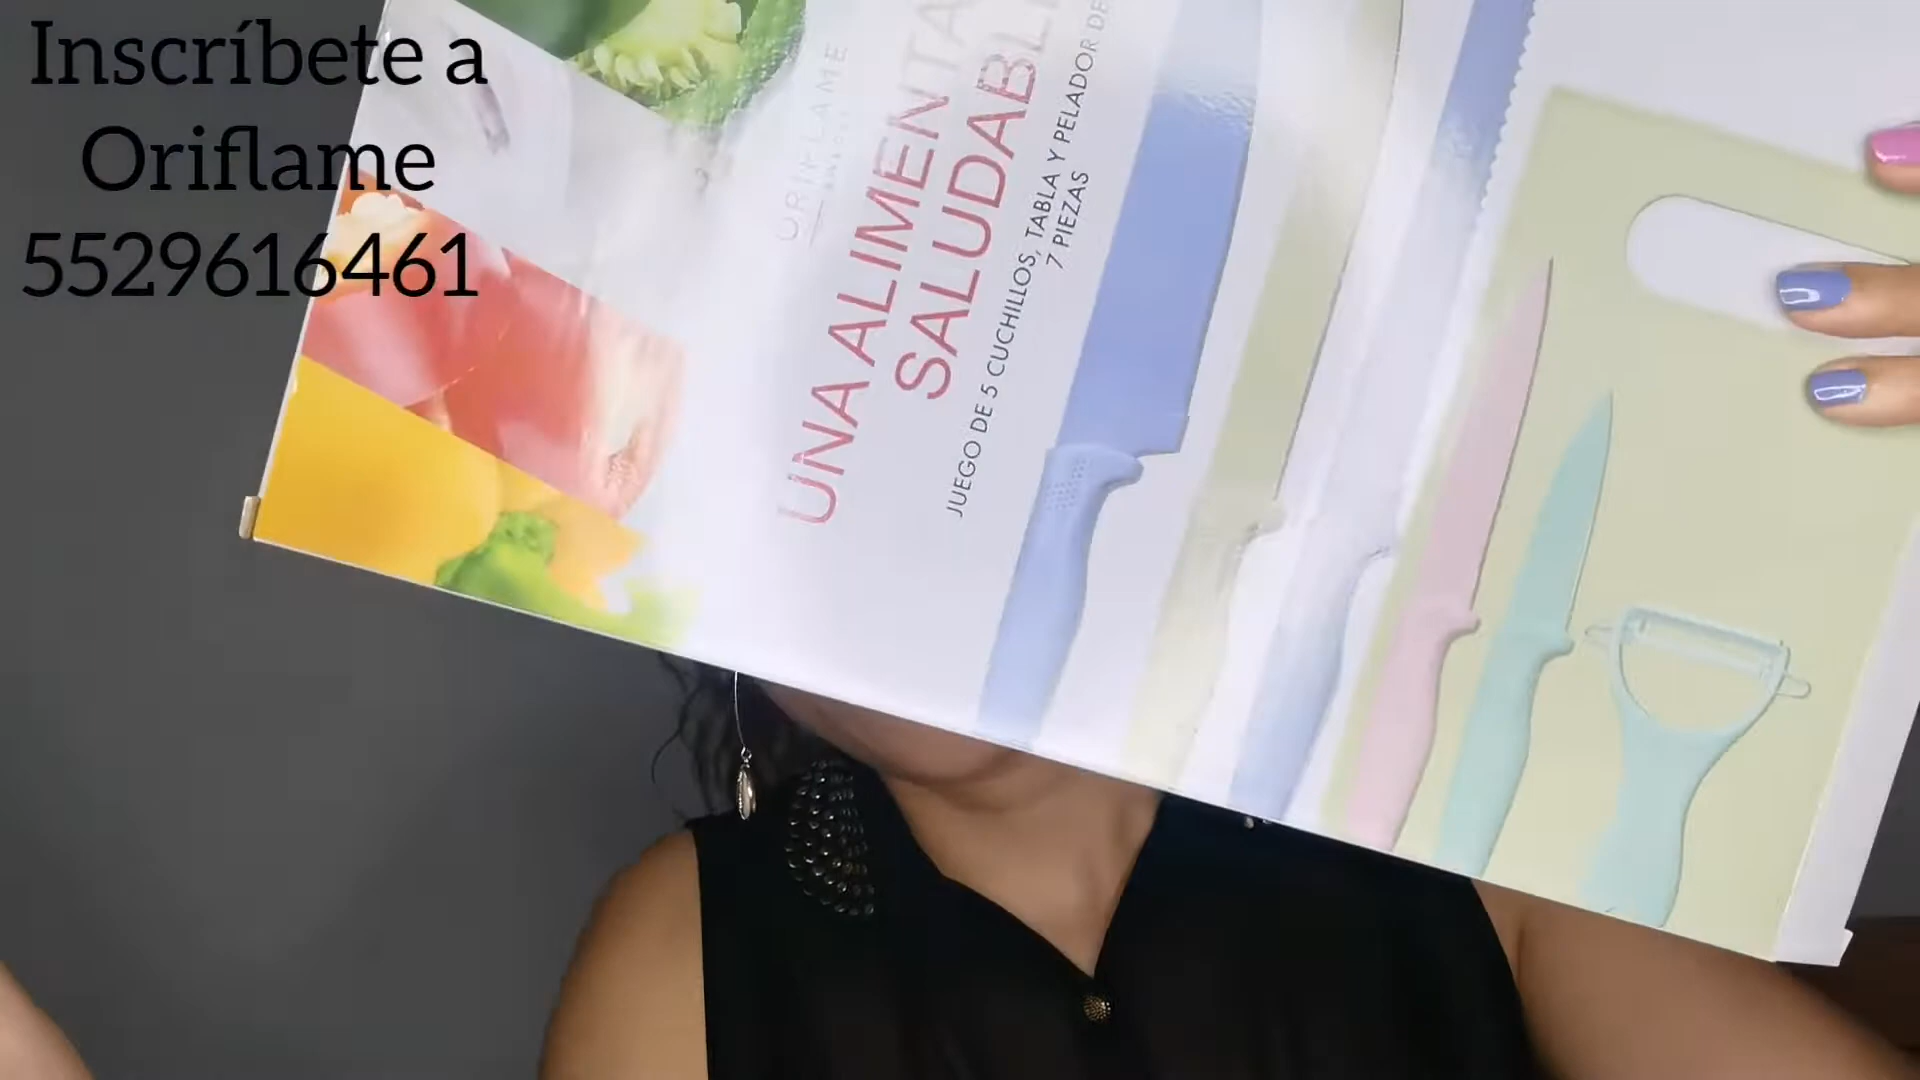 Inscríbete a
Oriflame
5529616461
ORIFLAME
UNA ALIMENTA
SALUDABL
JUEGO DE 5 CUCHILLOS, TABLA Y PELADOR DE
7 PIEZAS